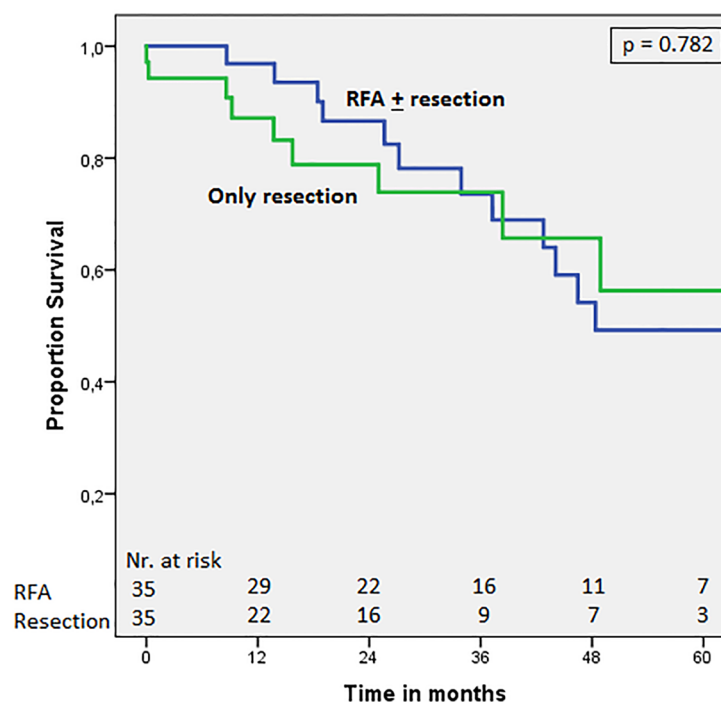 p = 0.782
1,0
RFA ± resection
0,8
Only resection
0,6
Proportion Survival
0,4
0,2
Nr. at risk
RFA 35 29 22 16 11 7
Resection 35 22 16 9 7 3
0 12 24 36 48 60
Time in months